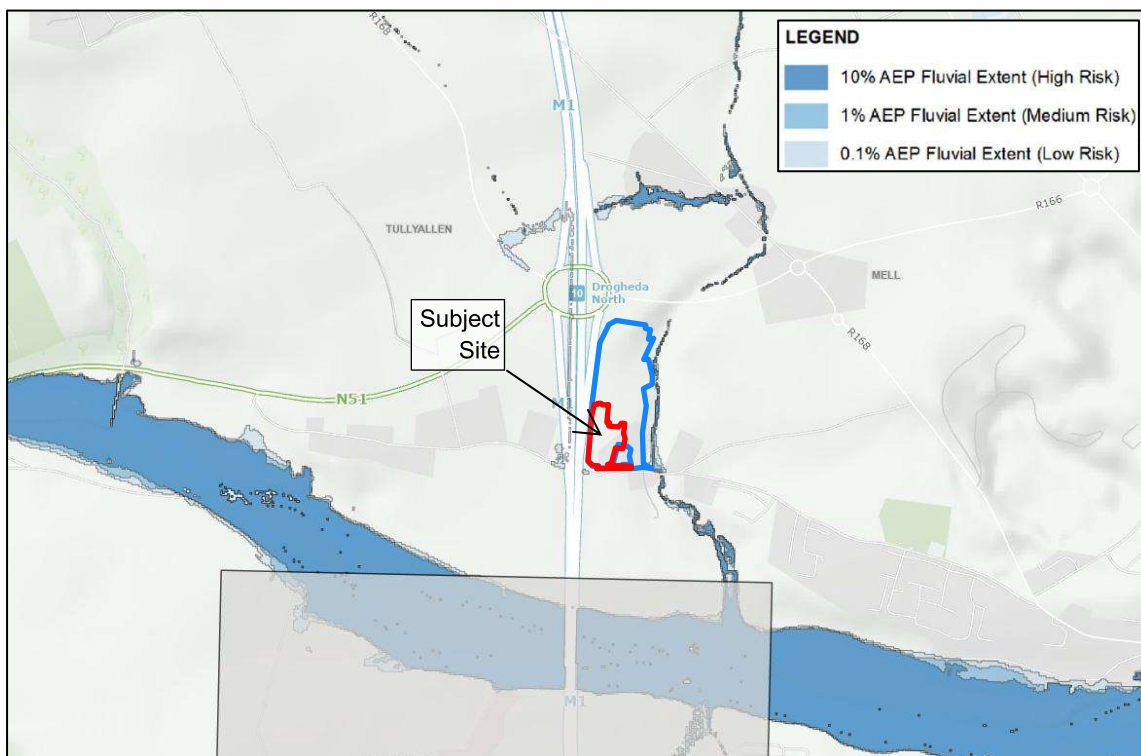 LEGEND
10% AEP Fluvial Extent (High Risk)
1% AEP Fluvial Extent (Medium Risk)
0.1% AEP Fluvial Extent (Low Risk)
R168
M1
R166
TULLYALLEN
MELL
10
Drogheda
North
Subject
Site
R168
N51
M1
M1